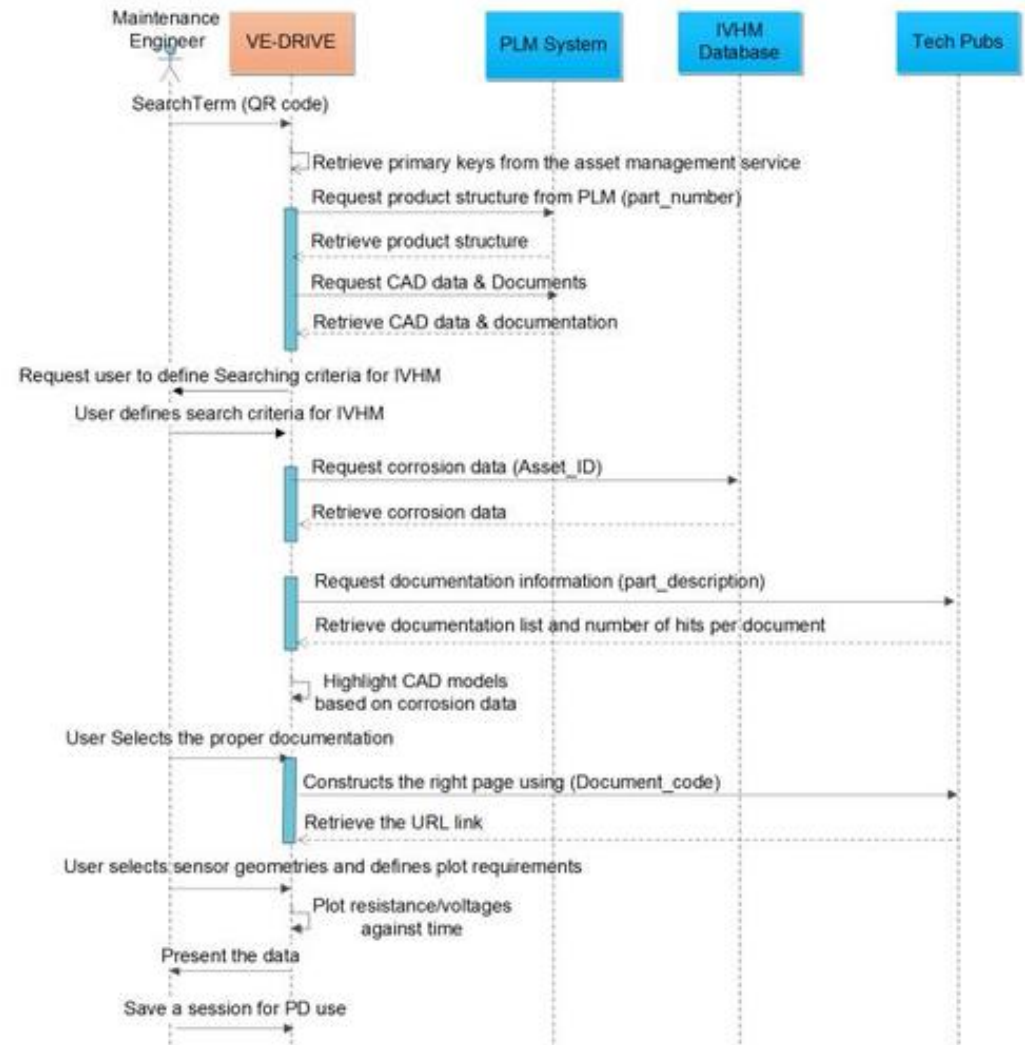 Maintenance
Engineer
VE-DRIVE
PLM System
IVHM
Database
Tech Pubs
SearchTerm (QR code)
Retrieve primary keys from the asset management service
Request product structure from PLM (part_number)
Retrieve product structure
Request CAD data & Documents
Retrieve CAD data & documentation
Request user to define Searching criteria for IVHM
User defines search criteria for IVHM
Request corrosion data (Asset_ID)
Retrieve corrosion data
Request documentation information (part_description)
Retrieve documentation list and number of hits per document
Highlight CAD models
based on corrosion data
User Selects the proper documentation
Constructs the right page using (Document_code)
Retrieve the URL link
User selects sensor geometries and defines plot requirements
Plot resistance/voltages
against time
Present the data
Save a session for PD use